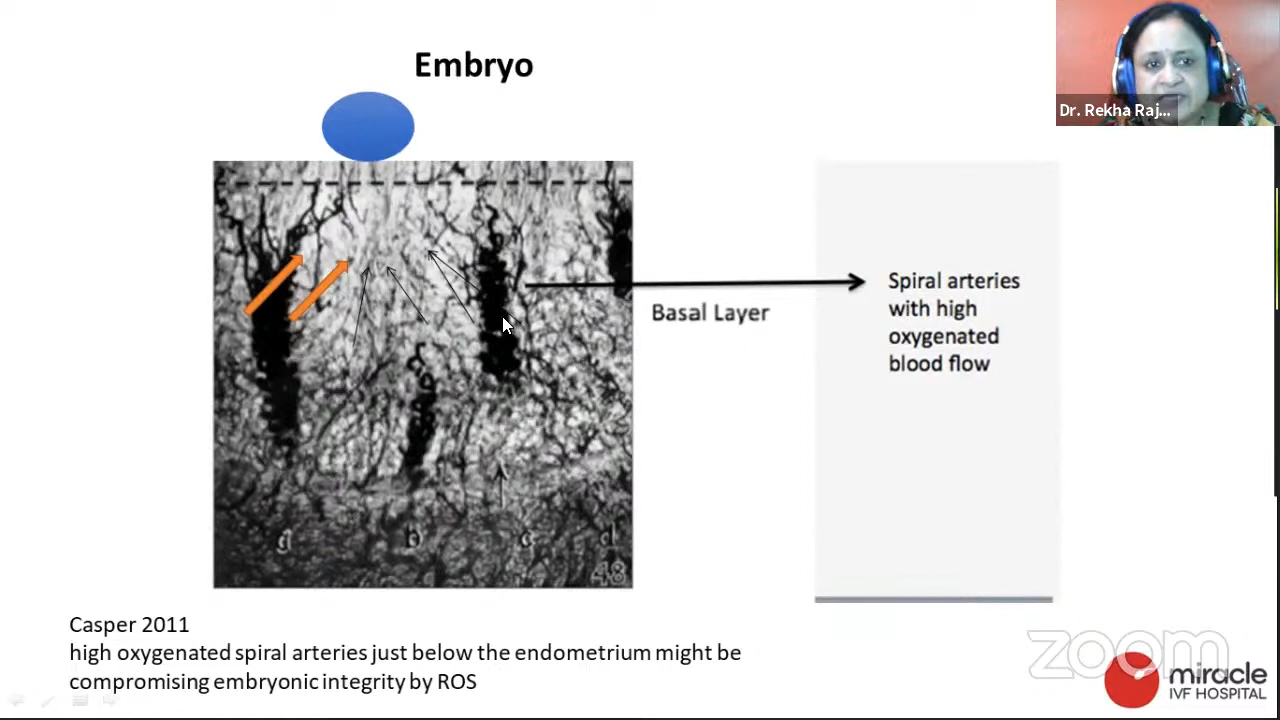 Embryo
Dr. Rekha Raj...
Spiral arteries
with high
oxygenated
blood flow
Basal Layer
a b c d
48
Casper 2011
high oxygenated spiral arteries just below the endometrium might be
compromising embryonic integrity by ROS
zoom
miracle
IVF HOSPITAL